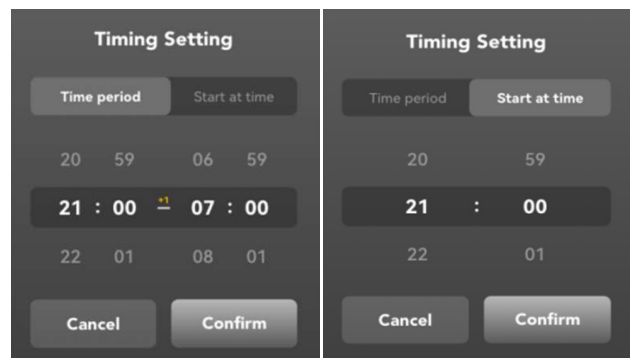 Timing Setting
Time period Start at time
20 59 06 59
21 : 00 +1 — 07 : 00
22 01 08 01
Cancel Confirm
Timing Setting
Time period Start at time
20 59
21 : 00
22 01
Cancel Confirm